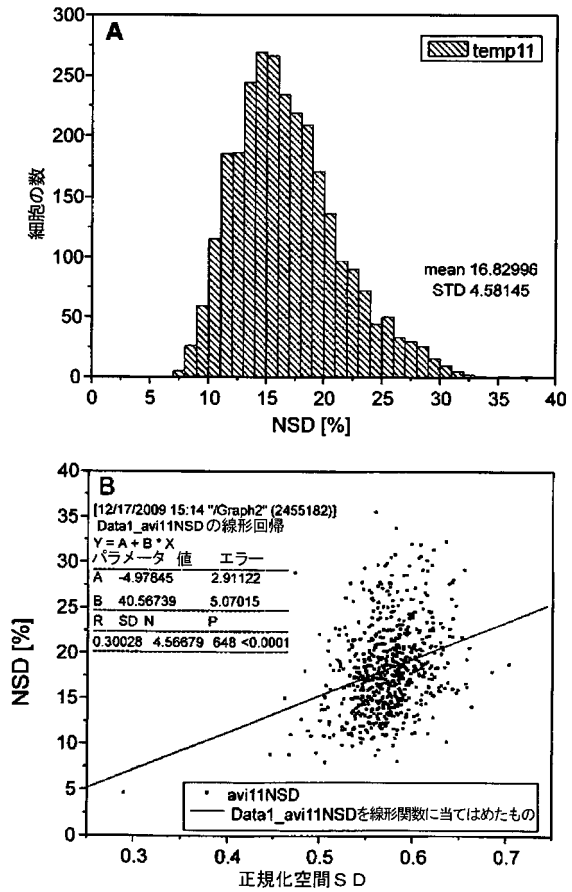 A
temp11
300
250
200
150
100
50
0
細胞の数
mean 16.82996
STD 4.58145
0 5 10 15 20 25 30 35 40
NSD [%]
B
40
35
30
25
20
15
10
5
0
NSD [%]
[12/17/2009 15:14 "/Graph2" (2455182)]
Data1_avi11NSDの線形回帰
Y = A + B * X
パラメータ 値 エラー
A -4.97845 2.91122
B 40.56739 5.07015
R SD N P
0.30028 4.56679 648 <0.0001
avi11NSD
Data1_avi11NSDを線形関数に当てはめたもの
0.3 0.4 0.5 0.6 0.7
正規化空間SD